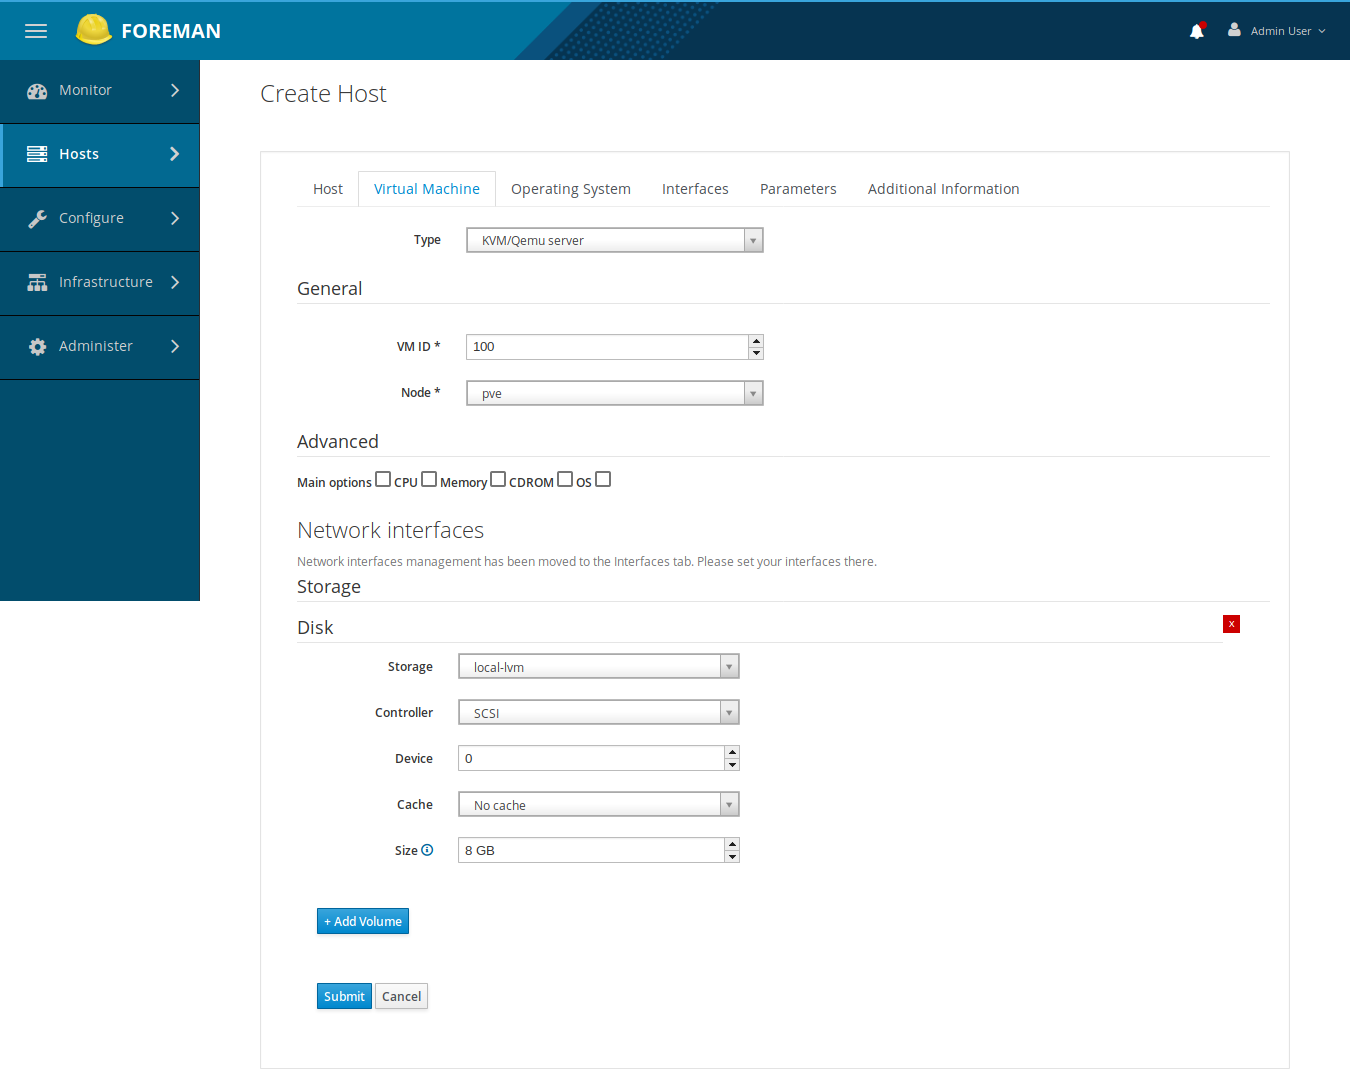 FOREMAN
Admin User
Monitor
Hosts
Configure
Infrastructure
Administer
Create Host
Host Virtual Machine Operating System Interfaces Parameters Additional Information
Type KVM/Qemu server
General
VM ID * 100
Node * pve
Advanced
Main options CPU Memory CDROM OS
Network interfaces
Network interfaces management has been moved to the Interfaces tab. Please set your interfaces there.
Storage
Disk x
Storage local-lvm
Controller SCSI
Device 0
Cache No cache
Size 8 GB
+ Add Volume
Submit Cancel